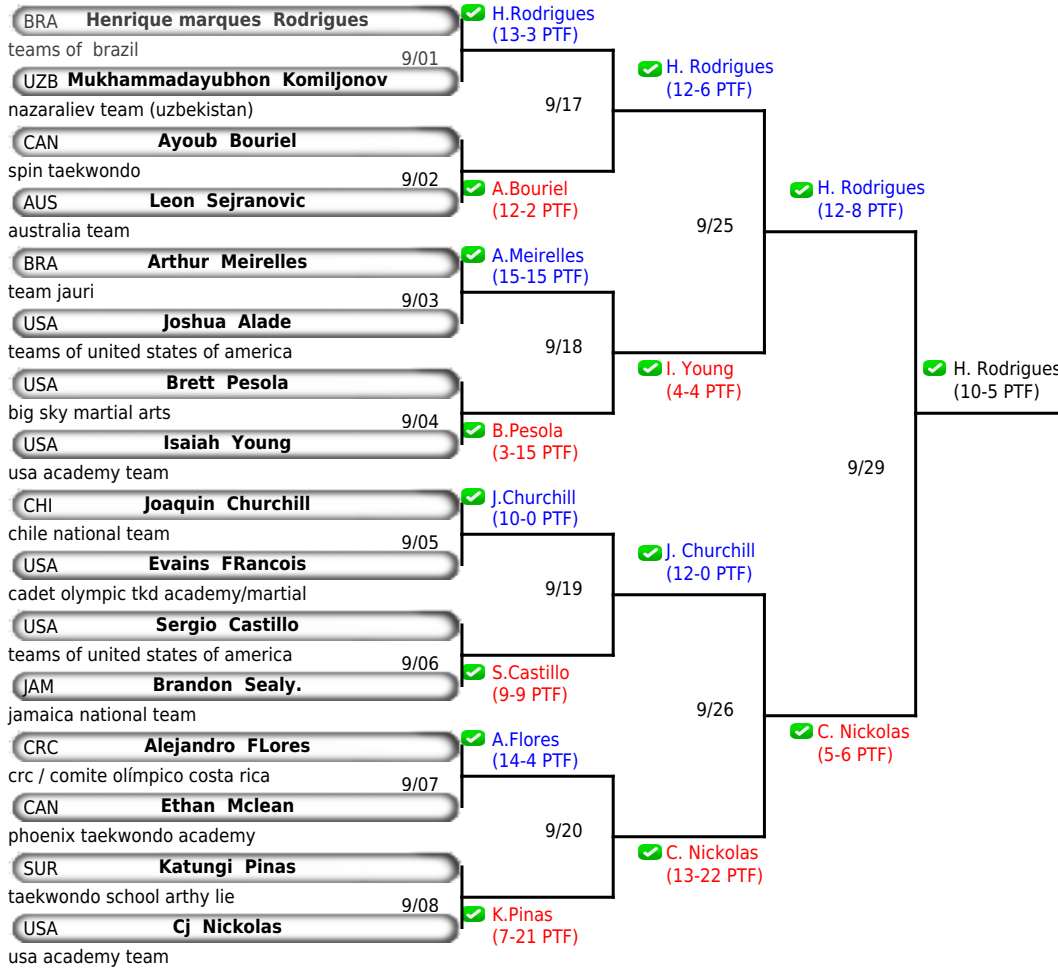 BRA Henrique marques Rodrigues
teams of brazil
9/01
UZB Mukhammadayubhon Komiljonov
nazaraliev team (uzbekistan)
CAN Ayoub Bouriel
spin taekwondo
9/02
AUS Leon Sejranovic
australia team
BRA Arthur Meirelles
team jauri
9/03
USA Joshua Alade
teams of united states of america
USA Brett Pesola
big sky martial arts
9/04
USA Isaiah Young
usa academy team
CHI Joaquin Churchill
chile national team
9/05
USA Evains FRancois
cadet olympic tkd academy/martial
USA Sergio Castillo
teams of united states of america
9/06
JAM Brandon Sealy.
jamaica national team
CRC Alejandro FLores
crc / comite olímpico costa rica
9/07
CAN Ethan Mclean
phoenix taekwondo academy
SUR Katungi Pinas
taekwondo school arthy lie
9/08
USA Cj Nickolas
usa academy team
H.Rodrigues
(13-3 PTF)
9/17
A.Bouriel
(12-2 PTF)
A.Meirelles
(15-15 PTF)
9/18
B.Pesola
(3-15 PTF)
J.Churchill
(10-0 PTF)
9/19
S.Castillo
(9-9 PTF)
A.Flores
(14-4 PTF)
9/20
K.Pinas
(7-21 PTF)
H. Rodrigues
(12-6 PTF)
9/25
I. Young
(4-4 PTF)
J. Churchill
(12-0 PTF)
9/26
C. Nickolas
(13-22 PTF)
H. Rodrigues
(12-8 PTF)
9/29
C. Nickolas
(5-6 PTF)
H. Rodrigues
(10-5 PTF)